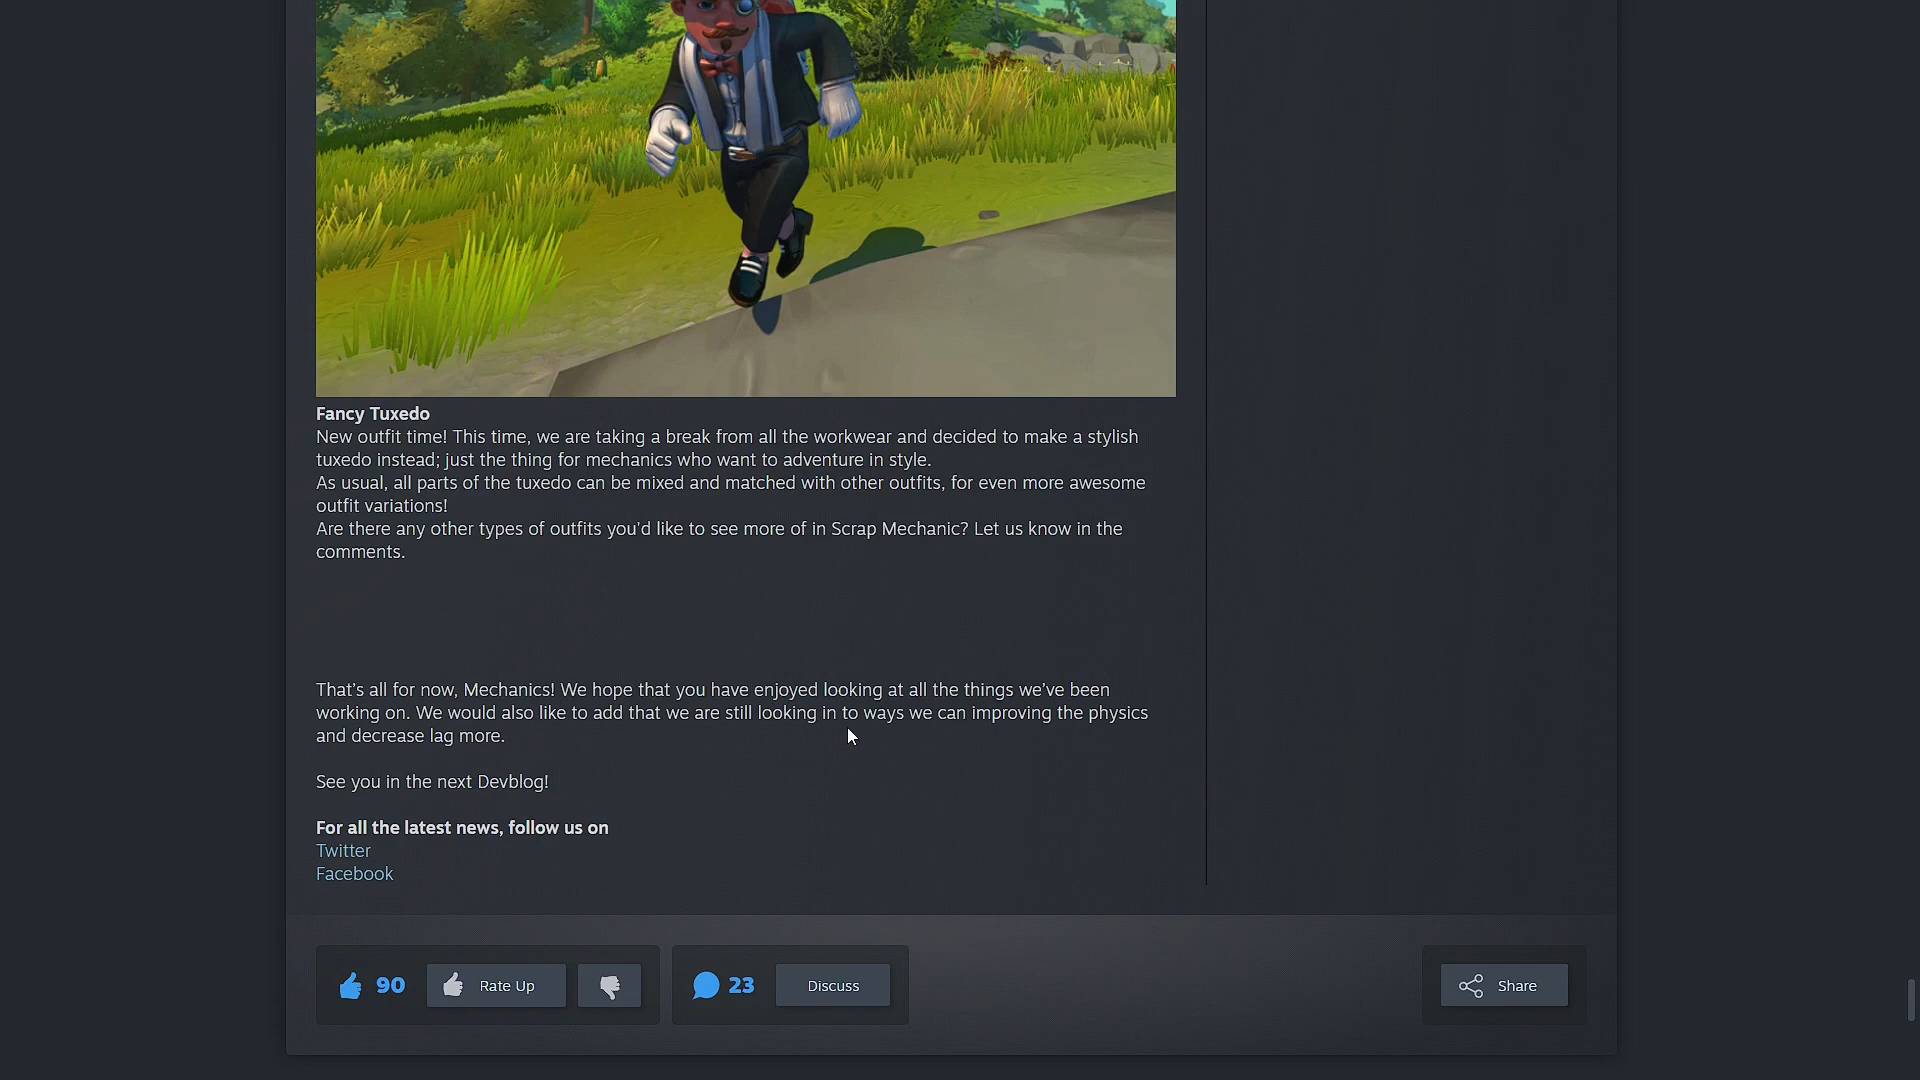 Fancy Tuxedo
New outfit time! This time, we are taking a break from all the workwear and decided to make a stylish
tuxedo instead; just the thing for mechanics who want to adventure in style.
As usual, all parts of the tuxedo can be mixed and matched with other outfits, for even more awesome
outfit variations!
Are there any other types of outfits you'd like to see more of in Scrap Mechanic? Let us know in the
comments.
That's all for now, Mechanics! We hope that you have enjoyed looking at all the things we've been
working on. We would also like to add that we are still looking in to ways we can improving the physics
and decrease lag more.
See you in the next Devblog!
For all the latest news, follow us on
Twitter
Facebook
90 Rate Up 23 Discuss Share